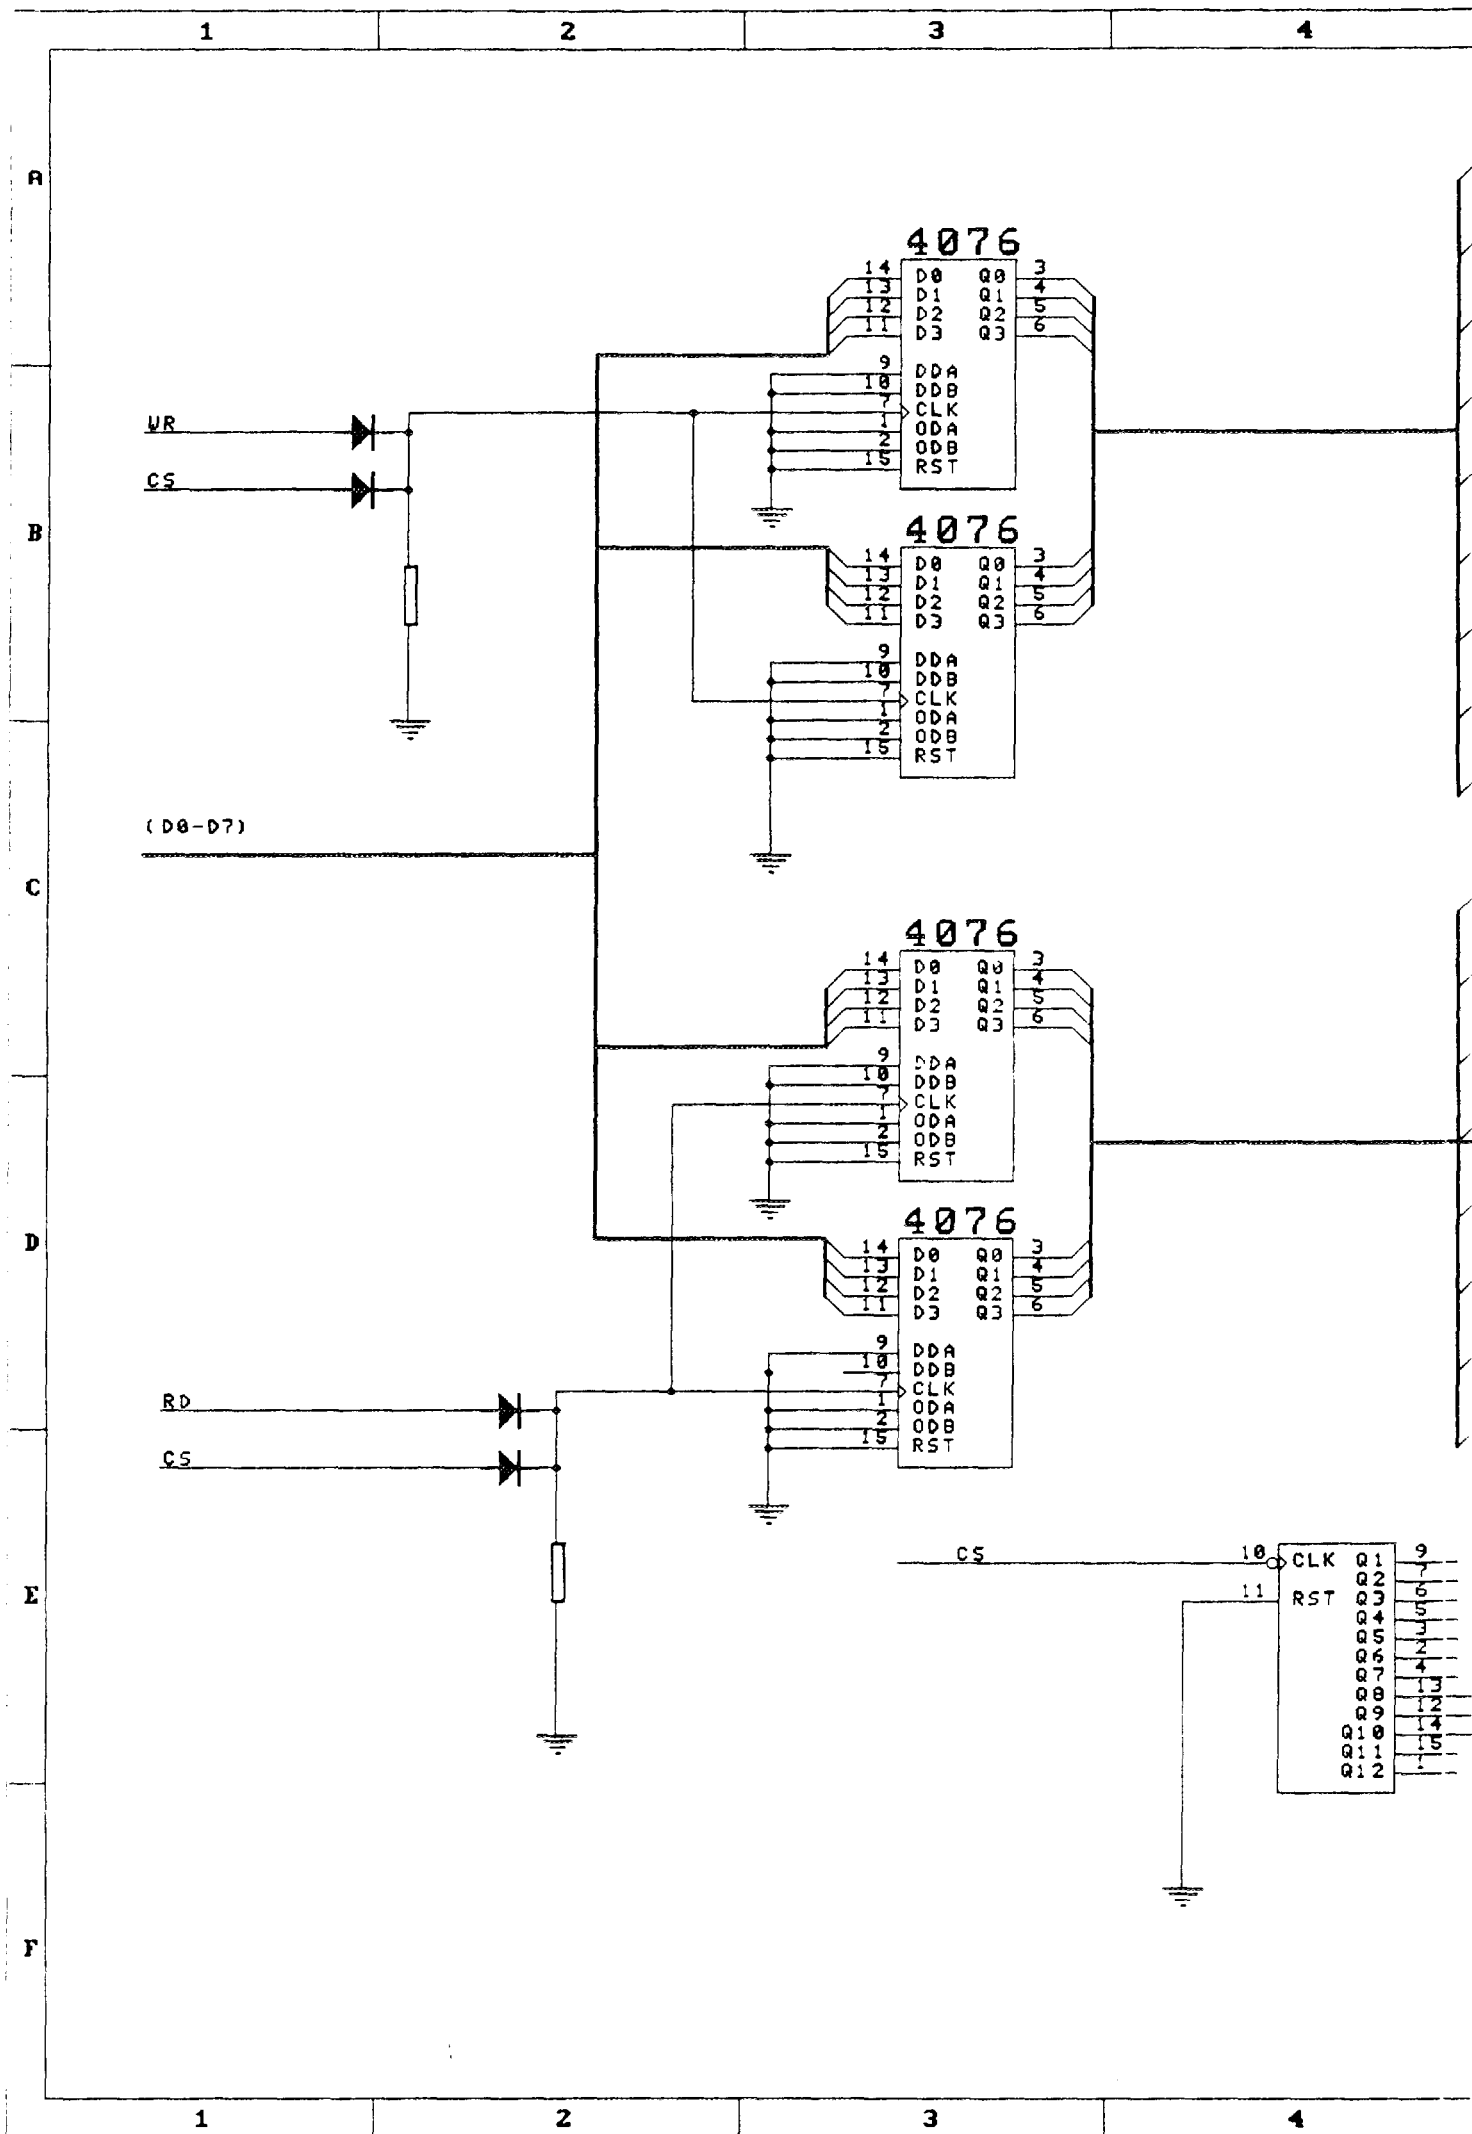 1 2 3 4
A
4076
14 D0 Q0 3
13 D1 Q1 4
12 D2 Q2 5
11 D3 Q3 6
9 DDA
10 DDB
7 CLK
1 ODA
2 ODB
15 RST
WR
CS
B
4076
14 D0 Q0 3
13 D1 Q1 4
12 D2 Q2 5
11 D3 Q3 6
9 DDA
10 DDB
7 CLK
1 ODA
2 ODB
15 RST
(D0-D7)
C
4076
14 D0 Q0 3
13 D1 Q1 4
12 D2 Q2 5
11 D3 Q3 6
9 DDA
10 DDB
7 CLK
1 ODA
2 ODB
15 RST
D
4076
14 D0 Q0 3
13 D1 Q1 4
12 D2 Q2 5
11 D3 Q3 6
9 DDA
10 DDB
7 CLK
1 ODA
2 ODB
15 RST
RD
CS
E
CS 10 CLK Q1 9
Q2 7
11 RST Q3 6
Q4 5
Q5 3
Q6 2
Q7 4
Q8 13
Q9 12
Q10 14
Q11 15
Q12 1
F
1 2 3 4